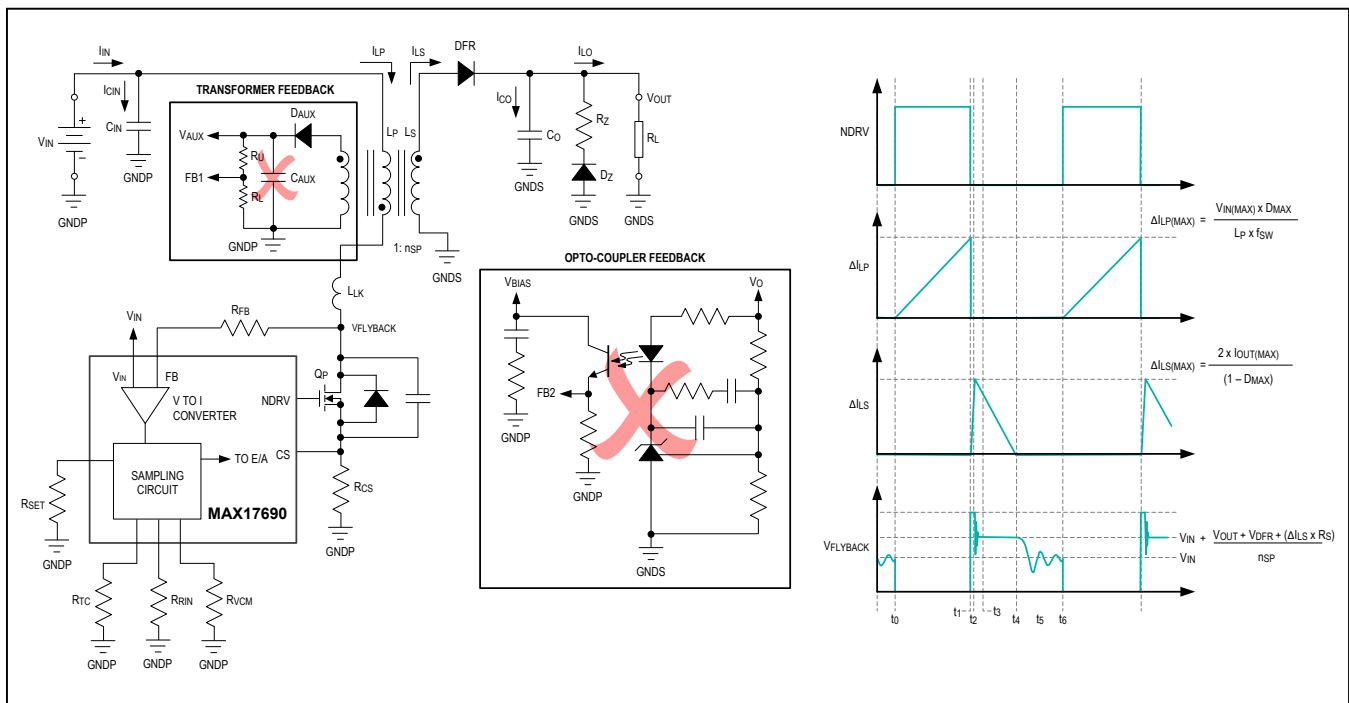 IIN
ICIN
VIN
+
–
CIN
GNDP
GNDP
TRANSFORMER FEEDBACK
VAUX
DAUX
RU
FB1
CAUX
RL
GNDP
ILP
ILS
DFR
ILO
LP
LS
1: nSP
GNDS
ICO
CO
GNDS
RZ
DZ
GNDS
VOUT
RL
GNDS
LLK
VFLYBACK
RFB
VIN
VIN
FB
V TO I
CONVERTER
SAMPLING
CIRCUIT
TO E/A
MAX17690
NDRV
QP
CS
RCS
GNDP
RSET
GNDP
RTC
GNDP
RRIN
GNDP
RVCM
GNDP
OPTO-COUPLER FEEDBACK
VBIAS
VO
GNDP
FB2
GNDP
GNDS
NDRV
ΔILP(MAX) = VIN(MAX) x DMAX
LP x fSW
ΔILP
ΔILS(MAX) = 2 x IOUT(MAX)
(1 – DMAX)
ΔILS
VFLYBACK
VIN + VOUT + VDFR + (ΔILS x RS)
nSP
VIN
t0
t1
t2
t3
t4
t5
t6